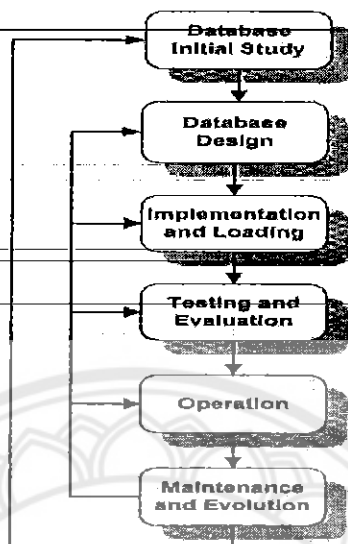 Database
Initial Study
Database
Design
Implementation
and Loading
Testing and
Evaluation
Operation
Maintenance
and Evolution